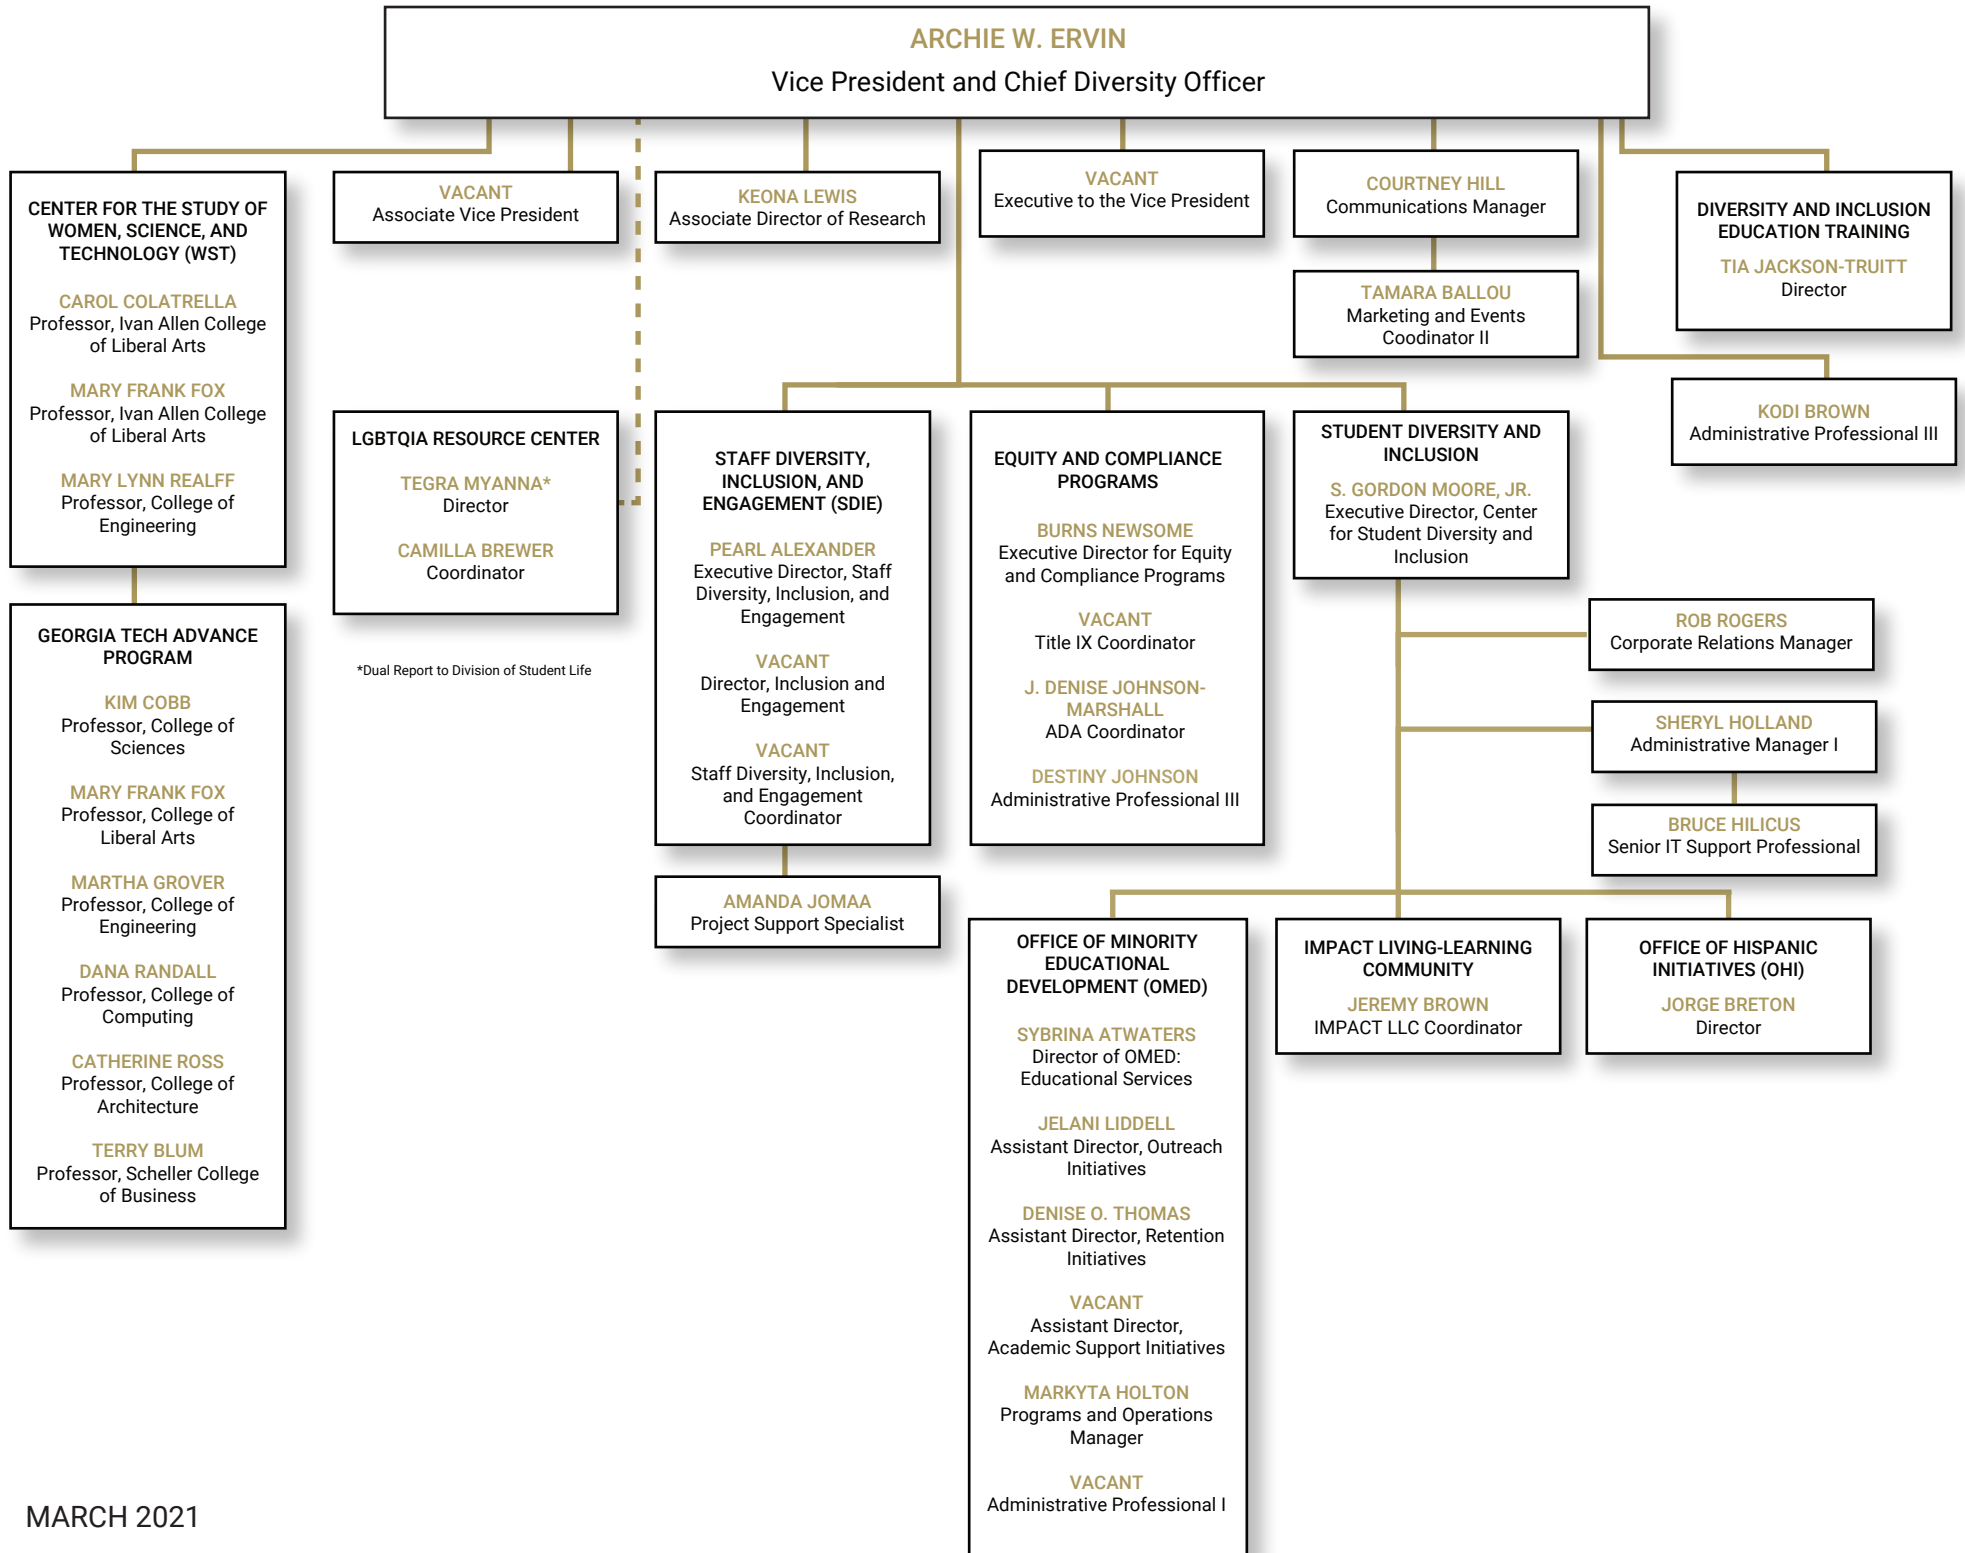 ARCHIE W. ERVIN
Vice President and Chief Diversity Officer
CENTER FOR THE STUDY OF
WOMEN, SCIENCE, AND
TECHNOLOGY (WST)
CAROL COLATRELLA
Professor, Ivan Allen College
of Liberal Arts
MARY FRANK FOX
Professor, Ivan Allen College
of Liberal Arts
MARY LYNN REALFF
Professor, College of
Engineering
GEORGIA TECH ADVANCE
PROGRAM
KIM COBB
Professor, College of
Sciences
MARY FRANK FOX
Professor, College of
Liberal Arts
MARTHA GROVER
Professor, College of
Engineering
DANA RANDALL
Professor, College of
Computing
CATHERINE ROSS
Professor, College of
Architecture
TERRY BLUM
Professor, Scheller College
of Business
VACANT
Associate Vice President
LGBTQIA RESOURCE CENTER
TEGRA MYANNA*
Director
CAMILLA BREWER
Coordinator
*Dual Report to Division of Student Life
KEONA LEWIS
Associate Director of Research
VACANT
Executive to the Vice President
COURTNEY HILL
Communications Manager
TAMARA BALLOU
Marketing and Events
Coodinator II
DIVERSITY AND INCLUSION
EDUCATION TRAINING
TIA JACKSON-TRUITT
Director
KODI BROWN
Administrative Professional III
STAFF DIVERSITY,
INCLUSION, AND
ENGAGEMENT (SDIE)
PEARL ALEXANDER
Executive Director, Staff
Diversity, Inclusion, and
Engagement
VACANT
Director, Inclusion and
Engagement
VACANT
Staff Diversity, Inclusion,
and Engagement
Coordinator
AMANDA JOMAA
Project Support Specialist
EQUITY AND COMPLIANCE
PROGRAMS
BURNS NEWSOME
Executive Director for Equity
and Compliance Programs
VACANT
Title IX Coordinator
J. DENISE JOHNSON-
MARSHALL
ADA Coordinator
DESTINY JOHNSON
Administrative Professional III
STUDENT DIVERSITY AND
INCLUSION
S. GORDON MOORE, JR.
Executive Director, Center
for Student Diversity and
Inclusion
ROB ROGERS
Corporate Relations Manager
SHERYL HOLLAND
Administrative Manager I
BRUCE HILICUS
Senior IT Support Professional
OFFICE OF MINORITY
EDUCATIONAL
DEVELOPMENT (OMED)
SYBRINA ATWATERS
Director of OMED:
Educational Services
JELANI LIDDELL
Assistant Director, Outreach
Initiatives
DENISE O. THOMAS
Assistant Director, Retention
Initiatives
VACANT
Assistant Director,
Academic Support Initiatives
MARKYTA HOLTON
Programs and Operations
Manager
VACANT
Administrative Professional I
IMPACT LIVING-LEARNING
COMMUNITY
JEREMY BROWN
IMPACT LLC Coordinator
OFFICE OF HISPANIC
INITIATIVES (OHI)
JORGE BRETON
Director
MARCH 2021